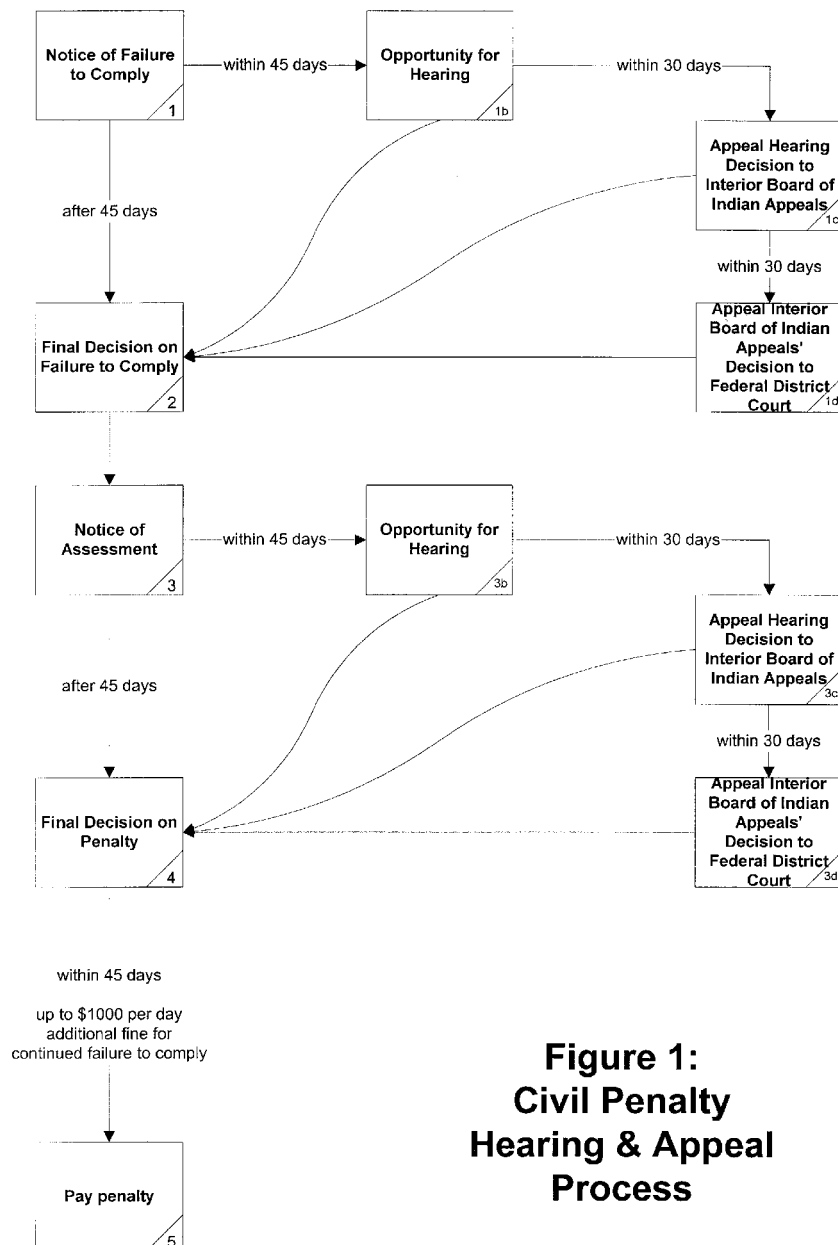 Notice of Failure
to Comply
1
within 45 days
Opportunity for
Hearing
1b
within 30 days
Appeal Hearing
Decision to
Interior Board of
Indian Appeals
1c
after 45 days
within 30 days
Final Decision on
Failure to Comply
2
Appeal Interior
Board of Indian
Appeals'
Decision to
Federal District
Court
1d
Notice of
Assessment
3
within 45 days
Opportunity for
Hearing
3b
within 30 days
Appeal Hearing
Decision to
Interior Board of
Indian Appeals
3c
after 45 days
within 30 days
Final Decision on
Penalty
4
Appeal Interior
Board of Indian
Appeals'
Decision to
Federal District
Court
3d
within 45 days
up to $1000 per day
additional fine for
continued failure to comply
Pay penalty
5
Figure 1:
Civil Penalty
Hearing & Appeal
Process